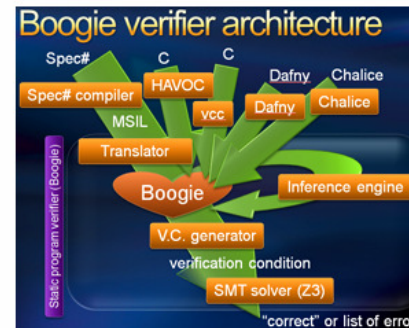 Boogie verifier architecture
Spec#
C
C
Dafny
Chalice
Spec# compiler
HAVOC
vcc
Dafny
Chalice
MSIL
Translator
Static program verifier (Boogie)
Boogie
Inference engine
V.C. generator
verification condition
SMT solver (Z3)
"correct" or list of erro